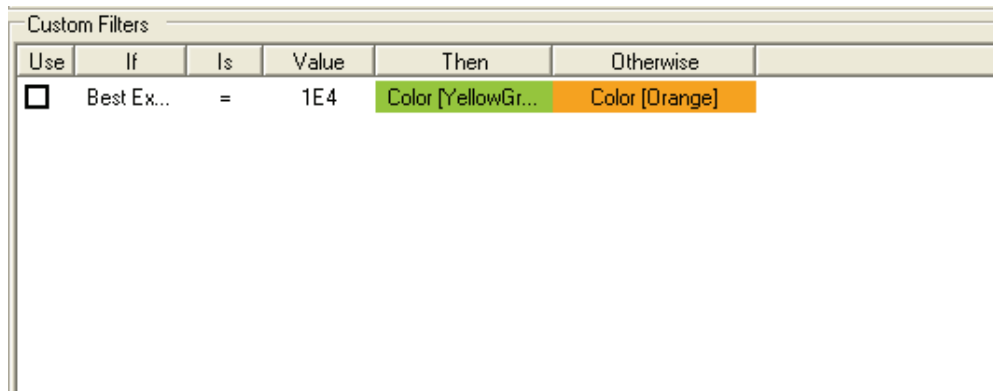 Custom Filters
Use If Is Value Then Otherwise
Best Ex... = 1E4 Color [YellowGr... Color [Orange]